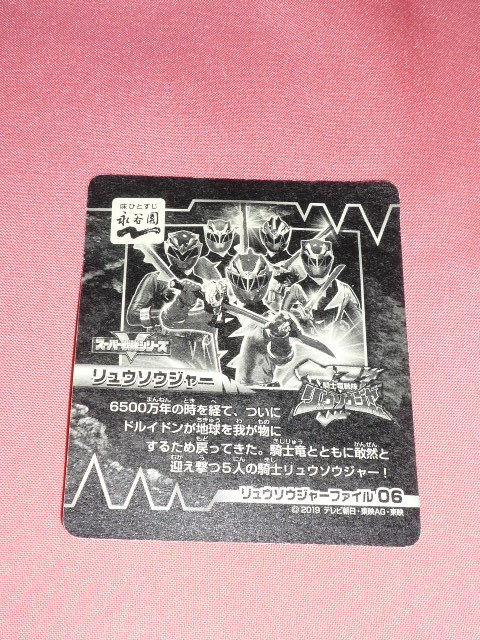 味ひとすじ
永谷園
スーパー戦隊シリーズ
リュウソウジャー
騎士竜戦隊
リュウソウジャー
6500万年の時を経て、ついに
ドルイドンが地球を我が物に
するため戻ってきた。騎士竜とともに敢然と
迎え撃つ5人の騎士リュウソウジャー!
リュウソウジャーファイル 06
© 2019 テレビ朝日・東映AG・東映